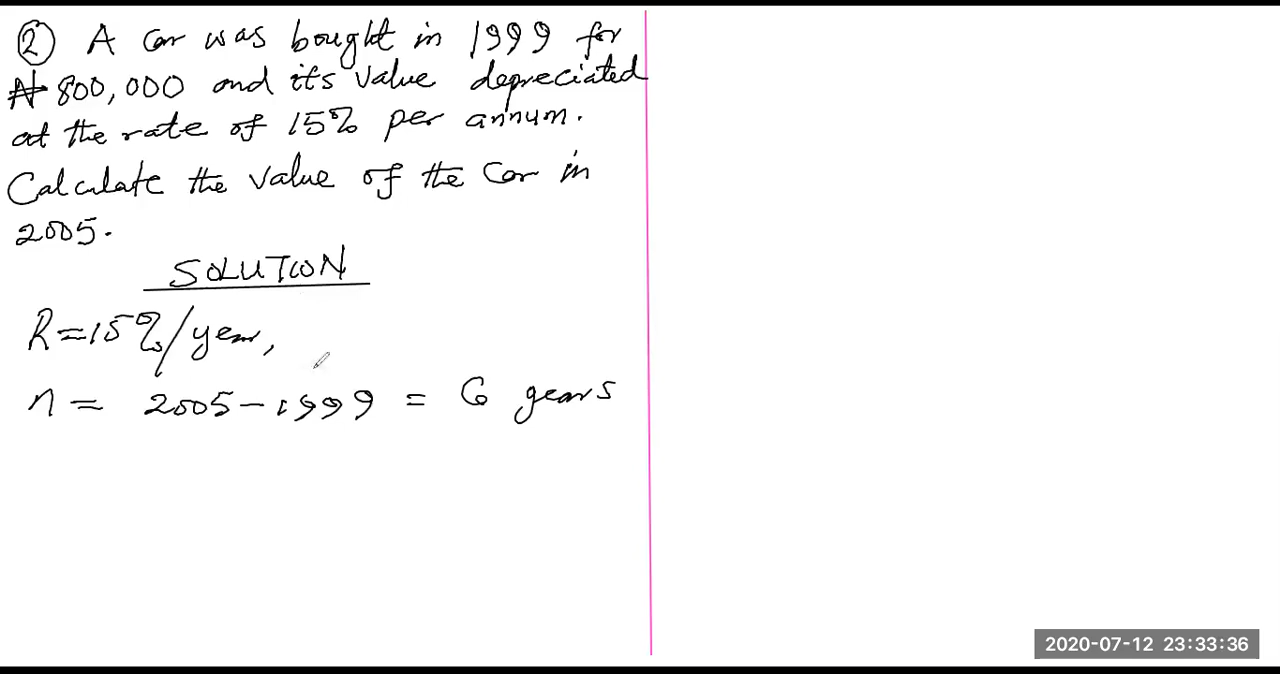 ② A car was bought in 1999 for
₦ 800,000 and its value depreciated
at the rate of 15% per annum.
Calculate the value of the car in
2005.
SOLUTION
R=15%/year,
n = 2005-1999 = 6 years
2020-07-12 23:33:36